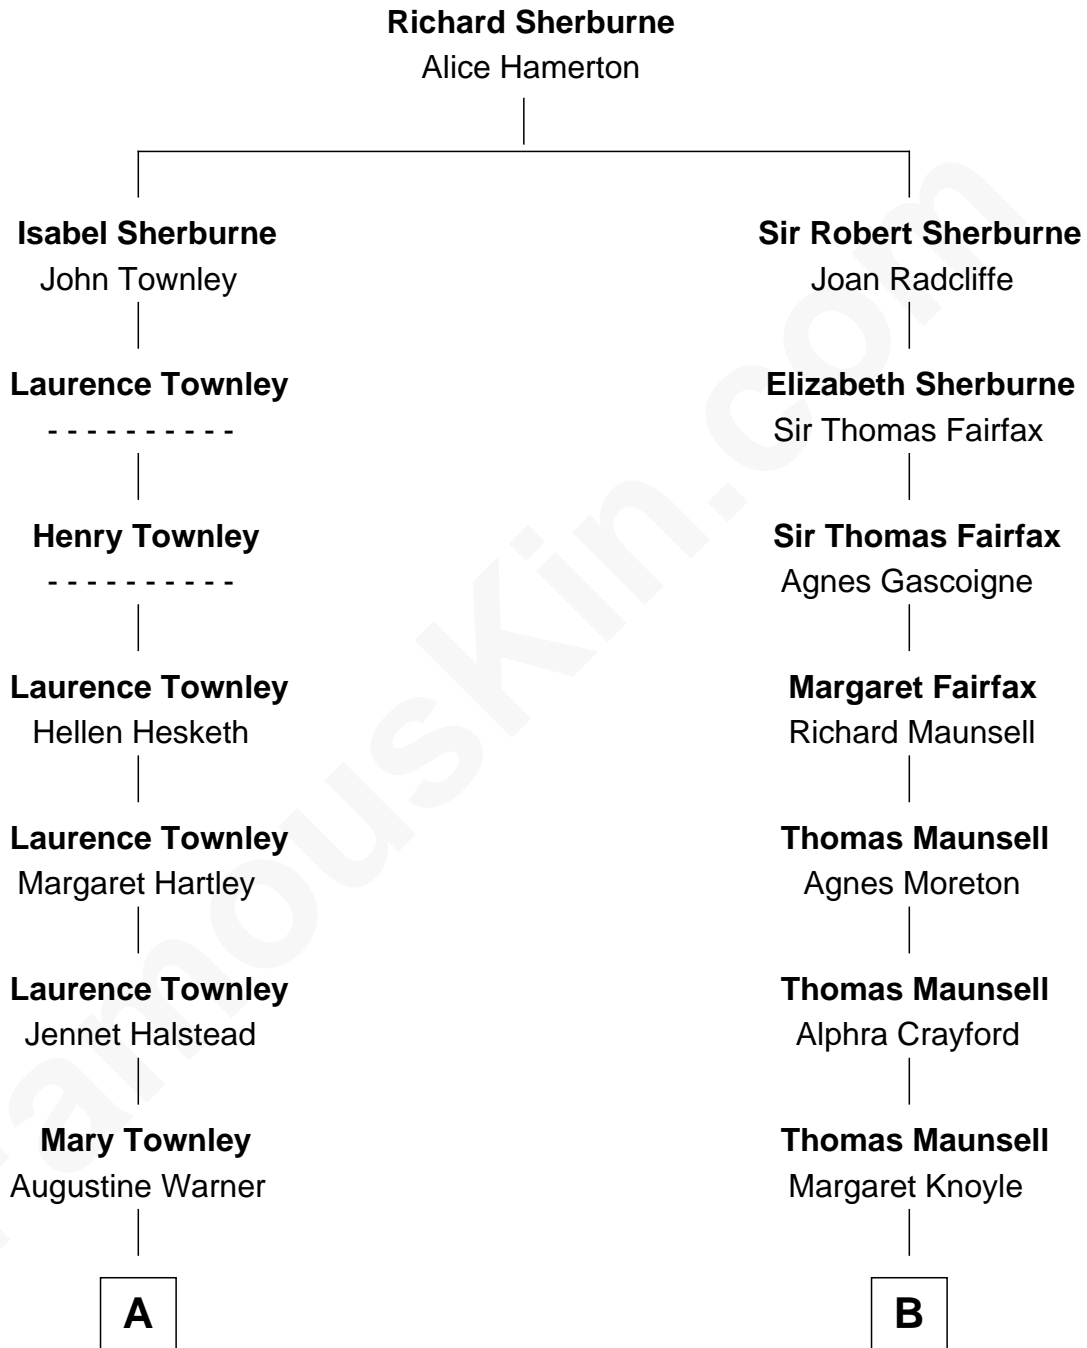 Richard Sherburne
Alice Hamerton
Isabel Sherburne
John Townley
Sir Robert Sherburne
Joan Radcliffe
Laurence Townley
- - - - - - - - - -
Elizabeth Sherburne
Sir Thomas Fairfax
Henry Townley
- - - - - - - - - -
Sir Thomas Fairfax
Agnes Gascoigne
Laurence Townley
Hellen Hesketh
Margaret Fairfax
Richard Maunsell
Laurence Townley
Margaret Hartley
Thomas Maunsell
Agnes Moreton
Laurence Townley
Jennet Halstead
Thomas Maunsell
Alphra Crayford
Mary Townley
Augustine Warner
Thomas Maunsell
Margaret Knoyle
A
B
FamousKin.com